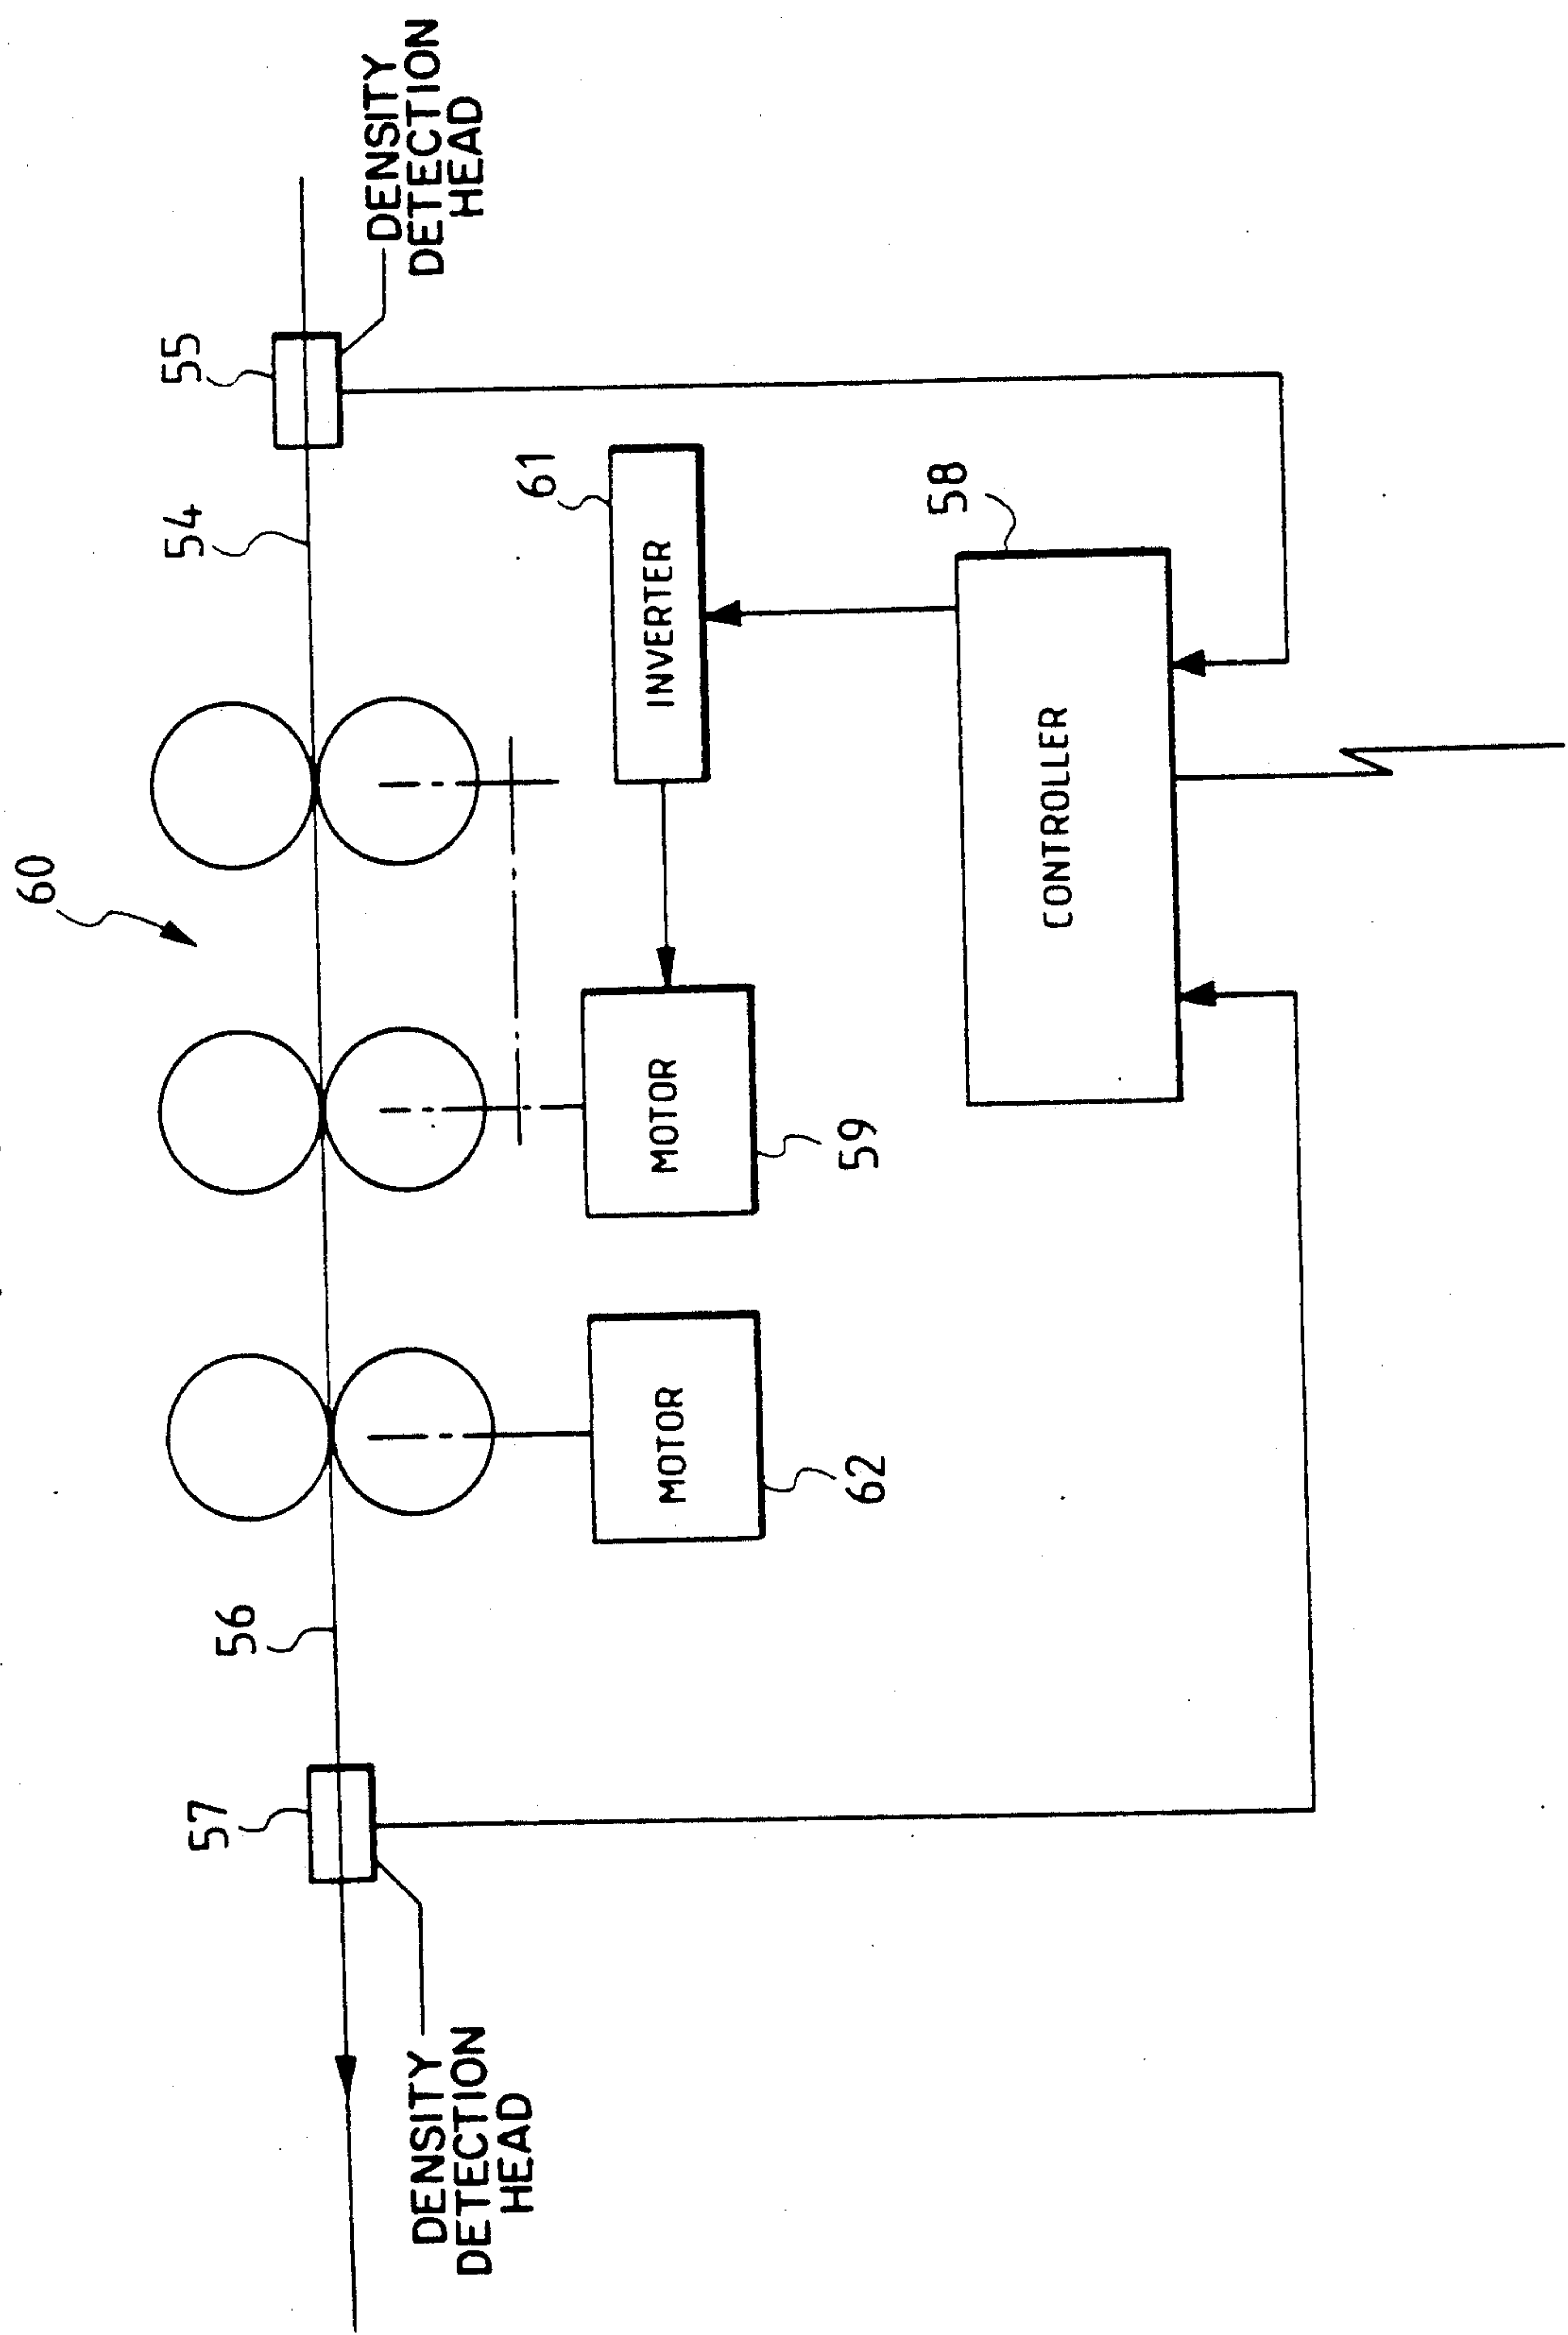 60
57
56
54
55
DENSITY
DETECTION
HEAD
DENSITY
DETECTION
HEAD
MOTOR
62
MOTOR
59
INVERTER
61
CONTROLLER
58